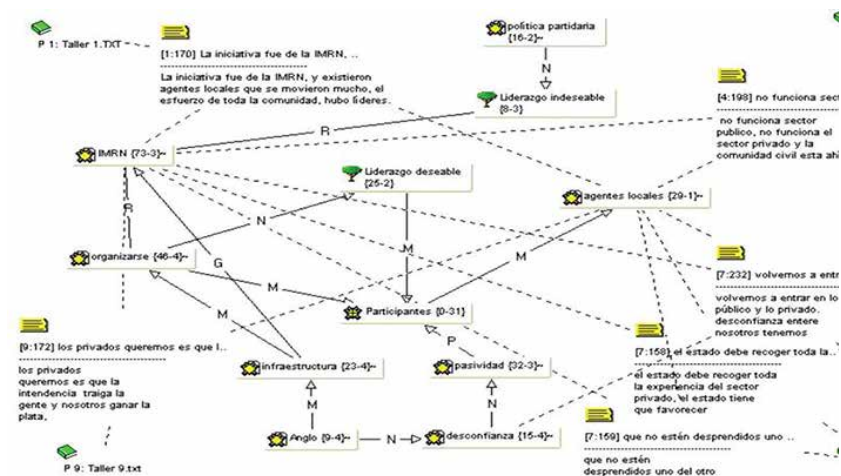 P 1: Taller 1.TXT
[1:170] La iniciativa fue de la IMRN, ..
La iniciativa fue de la IMRN, y existieron
agentes locales que se movieron mucho, el
esfuerzo de toda la comunidad, hubo líderes.
política partidaria
{16-2}~
N
Liderazgo indeseable
{8-3}
[4:198] no funciona sect
no funciona sector
publico, no funciona el
sector privado y la
comunidad civil esta ahí
R
IMRN {73-3}~
Liderazgo deseable
{25-2}
agentes locales {29-1}~
R
N
M
M
organizarse {46-4}~
G
M
[7:232] volvemos a entr
volvemos a entrar en lo
público y lo privado.
desconfianza entere
nosotros tenemos
Participantes {0-31}
M
P
[9:172] los privados queremos es que l..
los privados
queremos es que la
intendencia traiga la
gente y nosotros ganar la
plata.
infraestructura {23-4}~
pasividad {32-3}~
[7:158] el estado debe recoger toda la..
el estado debe recoger toda
la experiencia del sector
privado, el estado tiene
que favorecer
M
N
Anglo {9-4}~
N
desconfianza {15-4}~
[7:159] que no estén desprendidos uno ..
que no estén
desprendidos uno del otro
P 9: Taller 9.txt